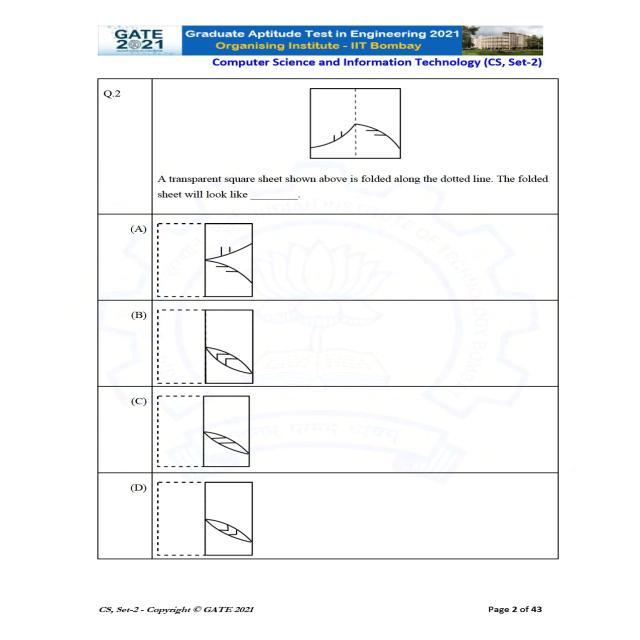 GATE
2021
Graduate Aptitude Test in Engineering 2021
Organising Institute - IIT Bombay
Computer Science and Information Technology (CS, Set-2)
Q.2
A transparent square sheet shown above is folded along the dotted line. The folded
sheet will look like ________.
(A)
(B)
(C)
(D)
CS, Set-2 - Copyright © GATE 2021
Page 2 of 43